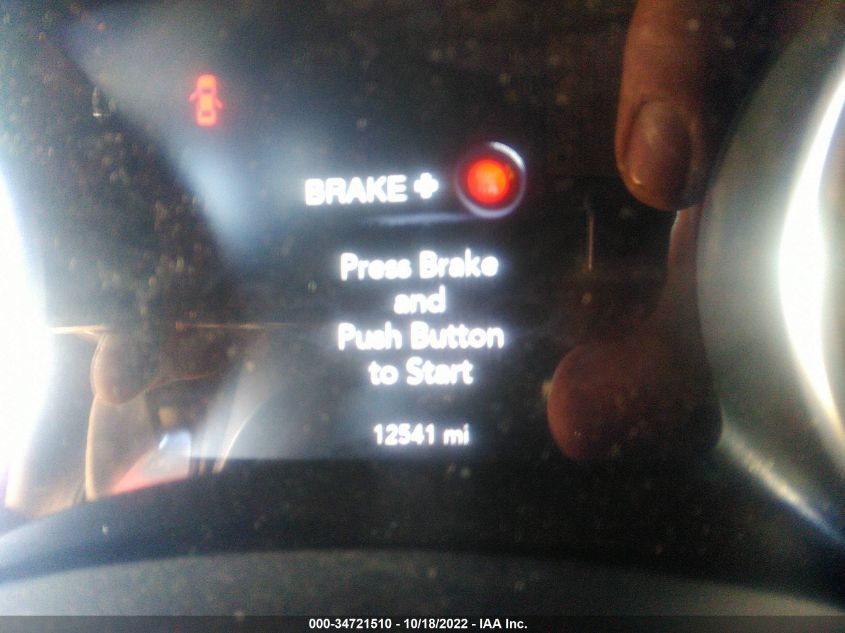 BRAKE +
Press Brake
and
Push Button
to Start
12541 mi
000-34721510 - 10/18/2022 - IAA Inc.